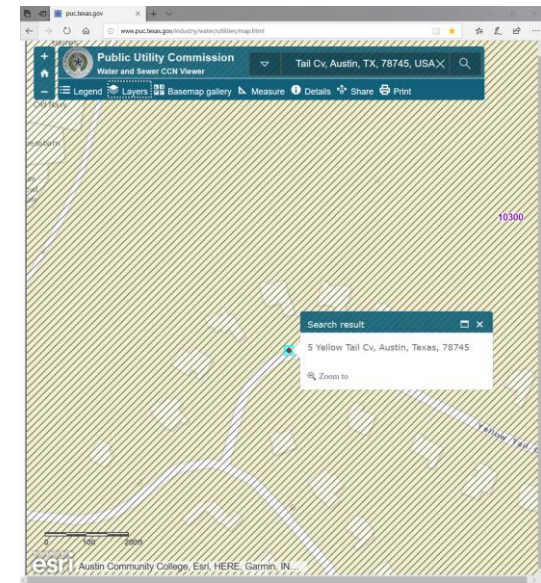 puc.texas.gov
www.puc.texas.gov/industry/water/utilities/map.html
Public Utility Commission
Water and Sewer CCN Viewer
Tail Cv, Austin, TX, 78745, USA
Legend Layers Basemap gallery Measure Details Share Print
10300
Search result
5 Yellow Tail Cv, Austin, Texas, 78745
Zoom to
Yellow Tail C
0 100 200ft
esri Austin Community College, Esri, HERE, Garmin, IN...